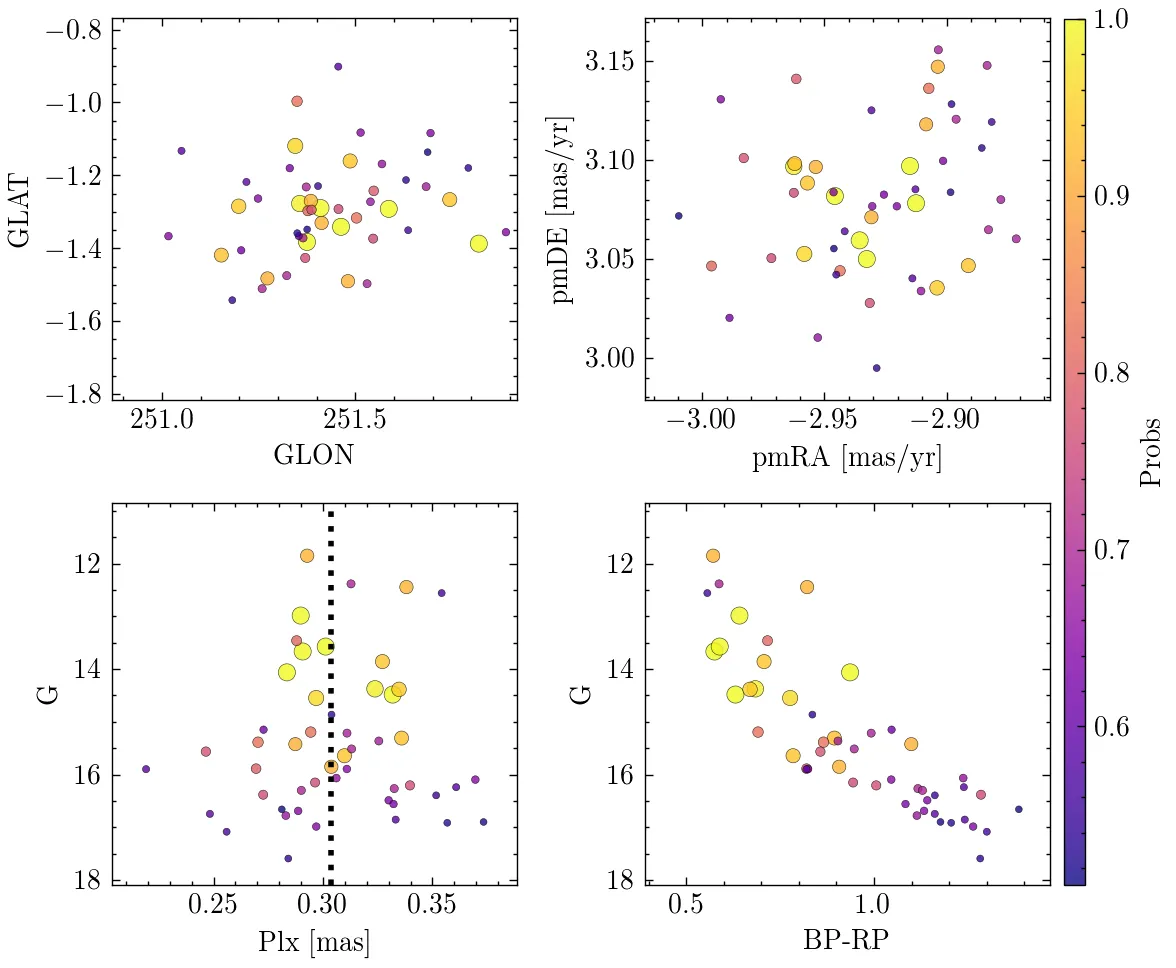 −0.8
−1.0
−1.2
−1.4
−1.6
−1.8
GLAT
251.0 251.5
GLON
3.15
3.10
3.05
3.00
pmDE [mas/yr]
−3.00 −2.95 −2.90
pmRA [mas/yr]
12
14
16
18
G
0.25 0.30 0.35
Plx [mas]
12
14
16
18
G
0.5 1.0
BP-RP
1.0
0.9
0.8
0.7
0.6
Probs